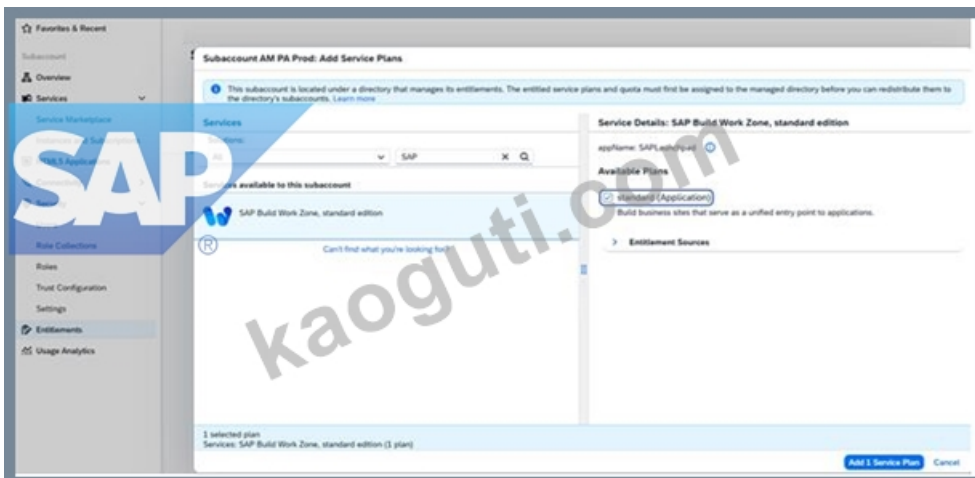 Favorites & Recent
Subaccount
Overview
Services
Service Marketplace
Instances and Subscriptions
HTML5 Applications
Connectivity
Security
Role Collections
Roles
Trust Configuration
Settings
Entitlements
Usage Analytics
SAP
®
Subaccount AM PA Prod: Add Service Plans
This subaccount is located under a directory that manages its entitlements. The entitled service plans and quota must first be assigned to the managed directory before you can redistribute them to
the directory's subaccounts. Learn more
Services
SAP
Services available to this subaccount
SAP Build Work Zone, standard edition
Can't find what you're looking for?
Service Details: SAP Build Work Zone, standard edition
appName:
Available Plans
standard (Application)
Build business sites that serve as a unified entry point to applications.
Entitlement Sources
kaoguti.com
1 selected plan
Services: SAP Build Work Zone, standard edition (1 plan)
Add 1 Service Plan
Cancel